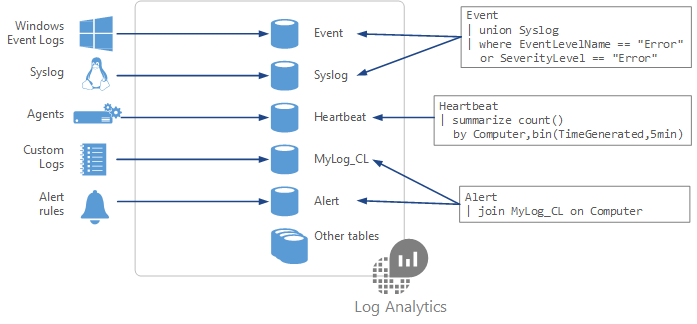 Windows
Event Logs
Event
Event
| union Syslog
| where EventLevelName == "Error"
or SeverityLevel == "Error"
Syslog
Syslog
Agents
Heartbeat
Heartbeat
| summarize count()
by Computer,bin(TimeGenerated,5min)
Custom
Logs
MyLog_CL
Alert
rules
Alert
Alert
| join MyLog_CL on Computer
Other tables
Log Analytics